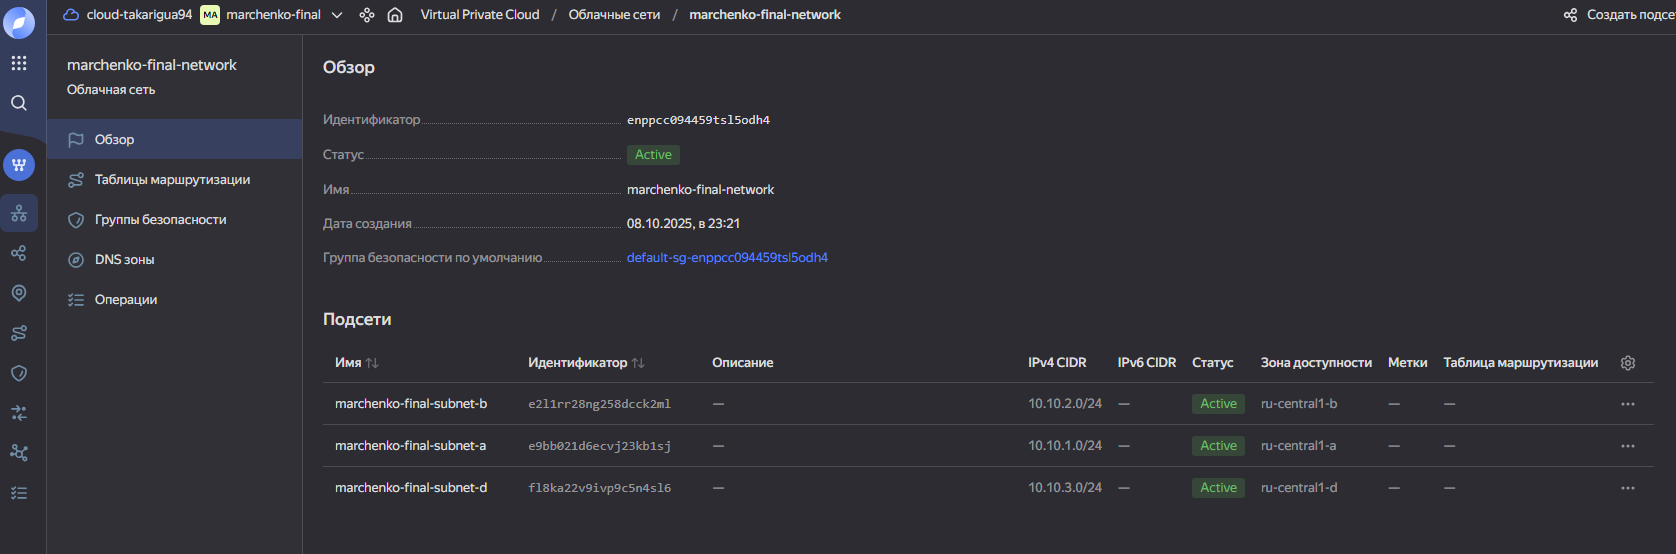 cloud-takarigua94 MA marchenko-final Virtual Private Cloud / Облачные сети / marchenko-final-network Создать подсе
marchenko-final-network
Облачная сеть
Обзор
Таблицы маршрутизации
Группы безопасности
DNS зоны
Операции
Обзор
Идентификатор enppcc094459tsl5odh4
Статус Active
Имя marchenko-final-network
Дата создания 08.10.2025, в 23:21
Группа безопасности по умолчанию default-sg-enppcc094459tsl5odh4
Подсети
Имя Идентификатор Описание IPv4 CIDR IPv6 CIDR Статус Зона доступности Метки Таблица маршрутизации
marchenko-final-subnet-b e2l1rr28ng258dcck2ml — 10.10.2.0/24 — Active ru-central1-b — —
marchenko-final-subnet-a e9bb021d6ecvj23kb1sj — 10.10.1.0/24 — Active ru-central1-a — —
marchenko-final-subnet-d fl8ka22v9ivp9c5n4sl6 — 10.10.3.0/24 — Active ru-central1-d — —